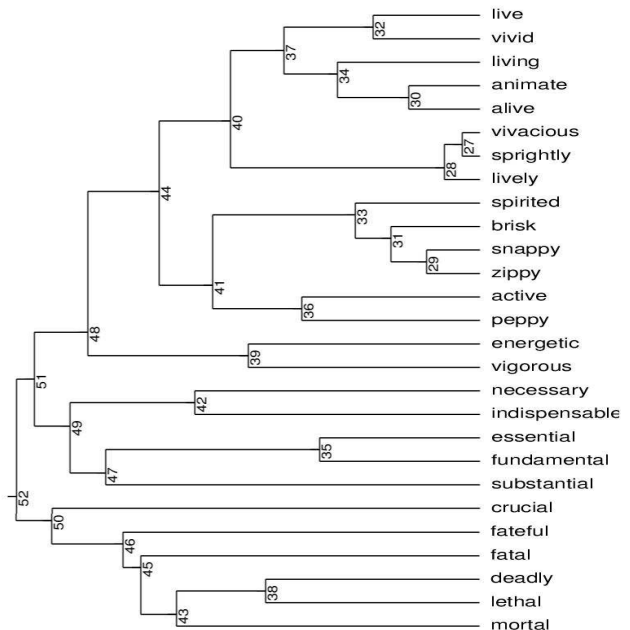 live
32
vivid
37
living
34
animate
30
alive
40
vivacious
27
sprightly
28
lively
44
spirited
33
brisk
31
snappy
29
zippy
41
active
36
peppy
48
energetic
39
vigorous
51
necessary
42
indispensable
49
essential
35
fundamental
47
substantial
52
crucial
50
fateful
46
fatal
45
deadly
38
lethal
43
mortal